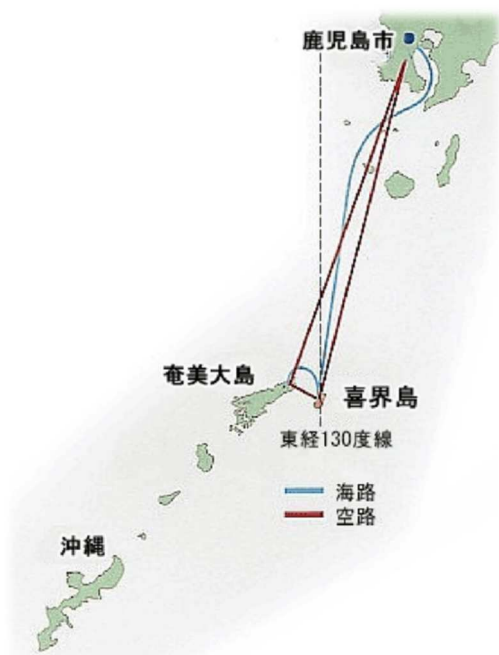 鹿児島市
奄美大島
喜界島
東経130度線
海路
空路
沖縄